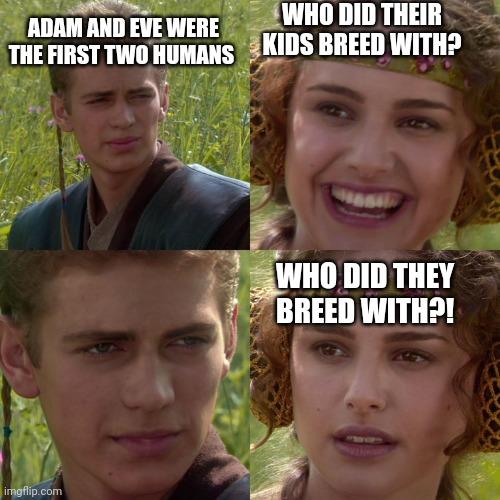 ADAM AND EVE WERE
THE FIRST TWO HUMANS
WHO DID THEIR
KIDS BREED WITH?
WHO DID THEY
BREED WITH?!
imgflip.com